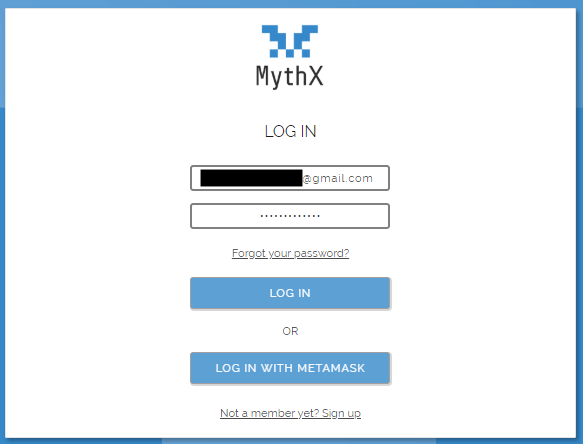 MythX
LOG IN
@gmail.com
•••••••••••••
Forgot your password?
LOG IN
OR
LOG IN WITH METAMASK
Not a member yet? Sign up